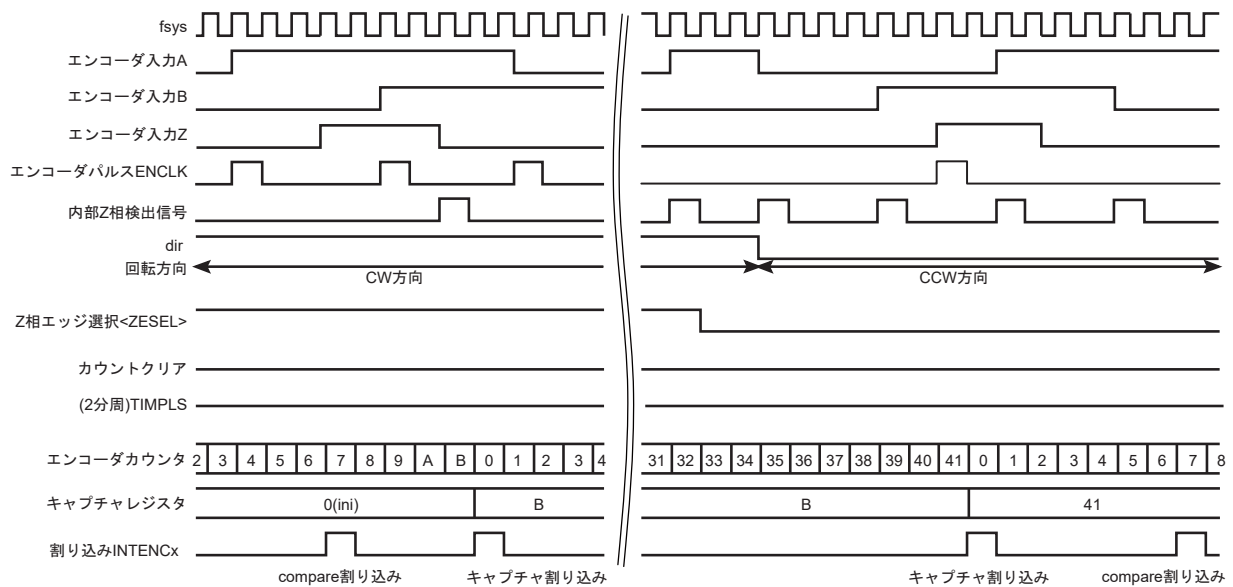 fsys
エンコーダ入力A
エンコーダ入力B
エンコーダ入力Z
エンコーダパルスENCLK
内部Z相検出信号
dir
回転方向
CW方向
CCW方向
Z相エッジ選択<ZESEL>
カウントクリア
(2分周)TIMPLS
エンコーダカウンタ 2 3 4 5 6 7 8 9 A B 0 1 2 3 4 31 32 33 34 35 36 37 38 39 40 41 0 1 2 3 4 5 6 7 8
キャプチャレジスタ 0(ini) B B 41
割り込みINTENCx
compare割り込み キャプチャ割り込み キャプチャ割り込み compare割り込み